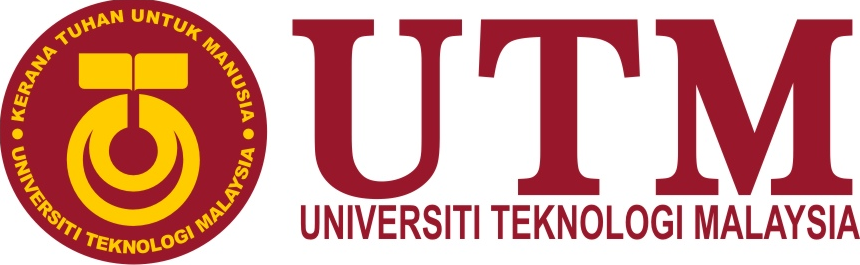 KERANA TUHAN UNTUK MANUSIA
UNIVERSITI TEKNOLOGI MALAYSIA
UTM
UNIVERSITI TEKNOLOGI MALAYSIA